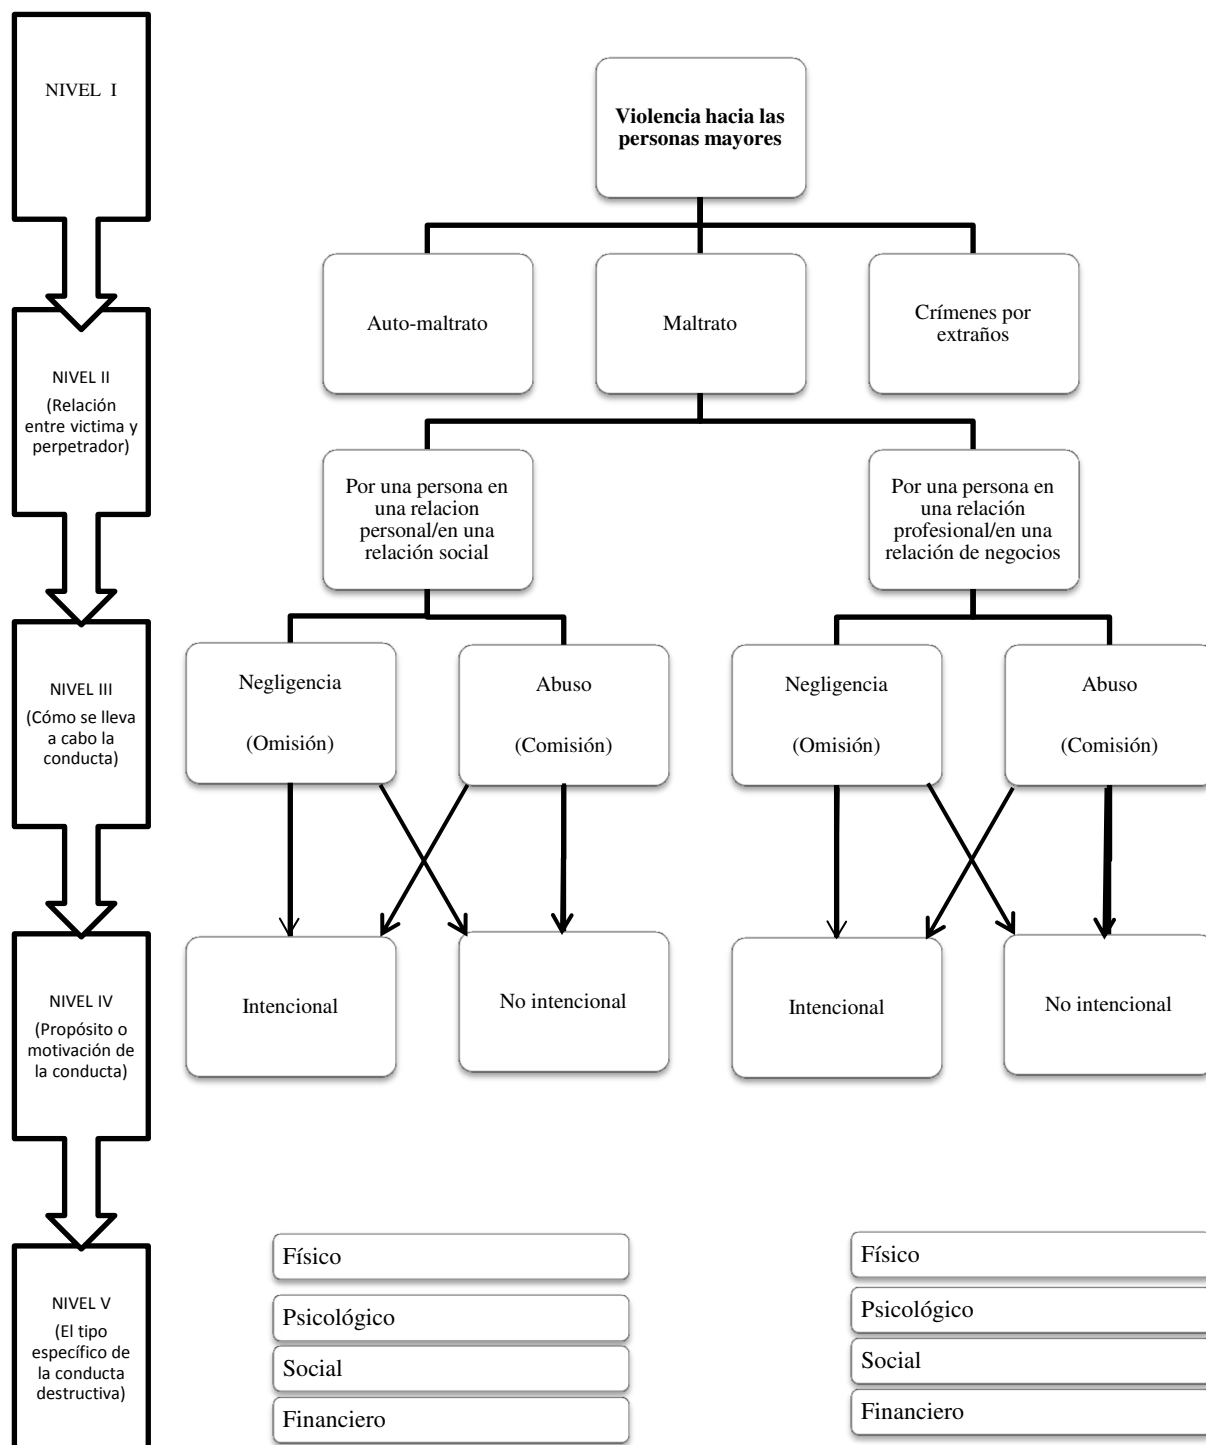 NIVEL I
Violencia hacia las
personas mayores
Auto-maltrato
Maltrato
Crímenes por
extraños
NIVEL II
(Relación
entre victima y
perpetrador)
Por una persona en
una relacion
personal/en una
relación social
Por una persona en
una relación
profesional/en una
relación de negocios
NIVEL III
(Cómo se lleva
a cabo la
conducta)
Negligencia
(Omisión)
Abuso
(Comisión)
Negligencia
(Omisión)
Abuso
(Comisión)
NIVEL IV
(Propósito o
motivación de
la conducta)
Intencional
No intencional
Intencional
No intencional
NIVEL V
(El tipo
específico de
la conducta
destructiva)
Físico
Psicológico
Social
Financiero
Físico
Psicológico
Social
Financiero